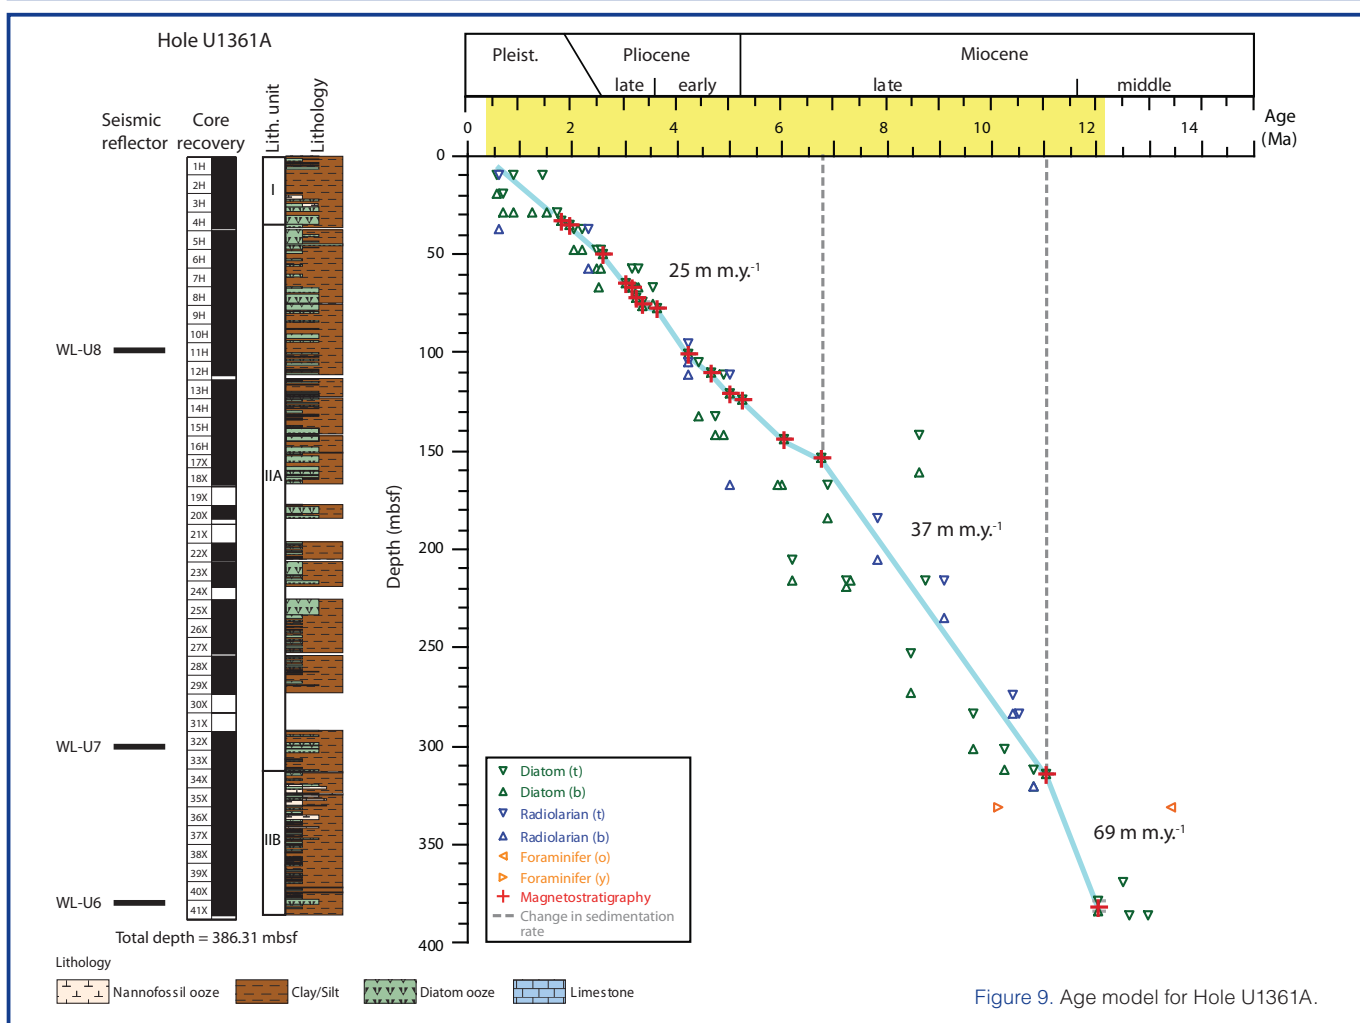 Hole U1361A
Seismic reflector
Core recovery
Lith. unit
Lithology
1H
2H
3H
4H
5H
6H
7H
8H
9H
10H
11H
12H
13H
14H
15H
16H
17X
18X
19X
20X
21X
22X
23X
24X
25X
26X
27X
28X
29X
30X
31X
32X
33X
34X
35X
36X
37X
38X
39X
40X
41X
I
IIA
IIB
WL-U8
WL-U7
WL-U6
Total depth = 386.31 mbsf
Lithology
Nannofossil ooze
Clay/Silt
Diatom ooze
Limestone
Pleist.
Pliocene
Miocene
late
early
late
middle
0 2 4 6 8 10 12 14
Age (Ma)
Depth (mbsf)
0
50
100
150
200
250
300
350
400
25 m m.y.-1
37 m m.y.-1
69 m m.y.-1
Diatom (t)
Diatom (b)
Radiolarian (t)
Radiolarian (b)
Foraminifer (o)
Foraminifer (y)
Magnetostratigraphy
Change in sedimentation
rate
Figure 9. Age model for Hole U1361A.